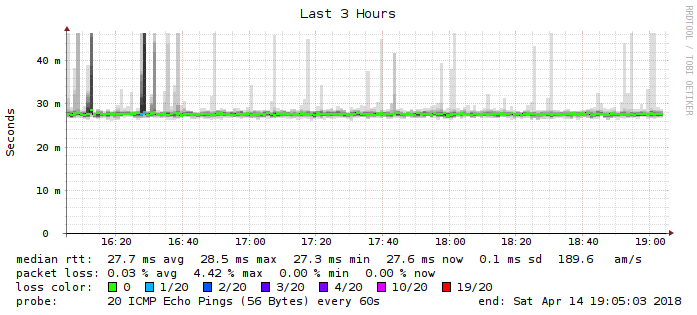 Last 3 Hours
RRDTOOL / TOBI OETIKER
Seconds
40 m
30 m
20 m
10 m
0
16:20 16:40 17:00 17:20 17:40 18:00 18:20 18:40 19:00
median rtt: 27.7 ms avg 28.5 ms max 27.3 ms min 27.6 ms now 0.1 ms sd 189.6 am/s
packet loss: 0.03 % avg 4.42 % max 0.00 % min 0.00 % now
loss color: 0 1/20 2/20 3/20 4/20 10/20 19/20
probe: 20 ICMP Echo Pings (56 Bytes) every 60s end: Sat Apr 14 19:05:03 2018